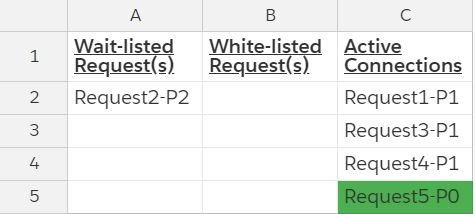 A B C
1 Wait-listed Request(s) White-listed Request(s) Active Connections
2 Request2-P2 Request1-P1
3 Request3-P1
4 Request4-P1
5 Request5-P0